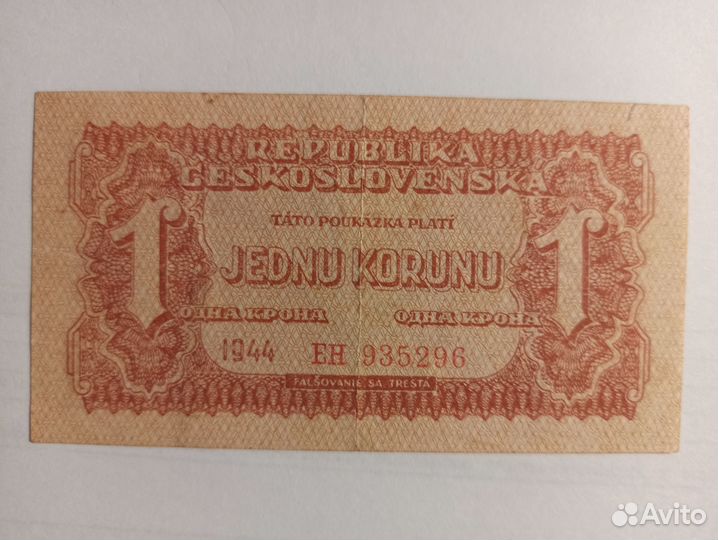 REPUBLIKA
ČESKOSLOVENSKÁ
TÁTO POUKÁZKA PLATÍ
1 JEDNU KORUNU 1
ОДНА КРОНА ОДНА КРОНА
1944 EH 935296
FALŠOVANIE SA TRESTÁ
Avito